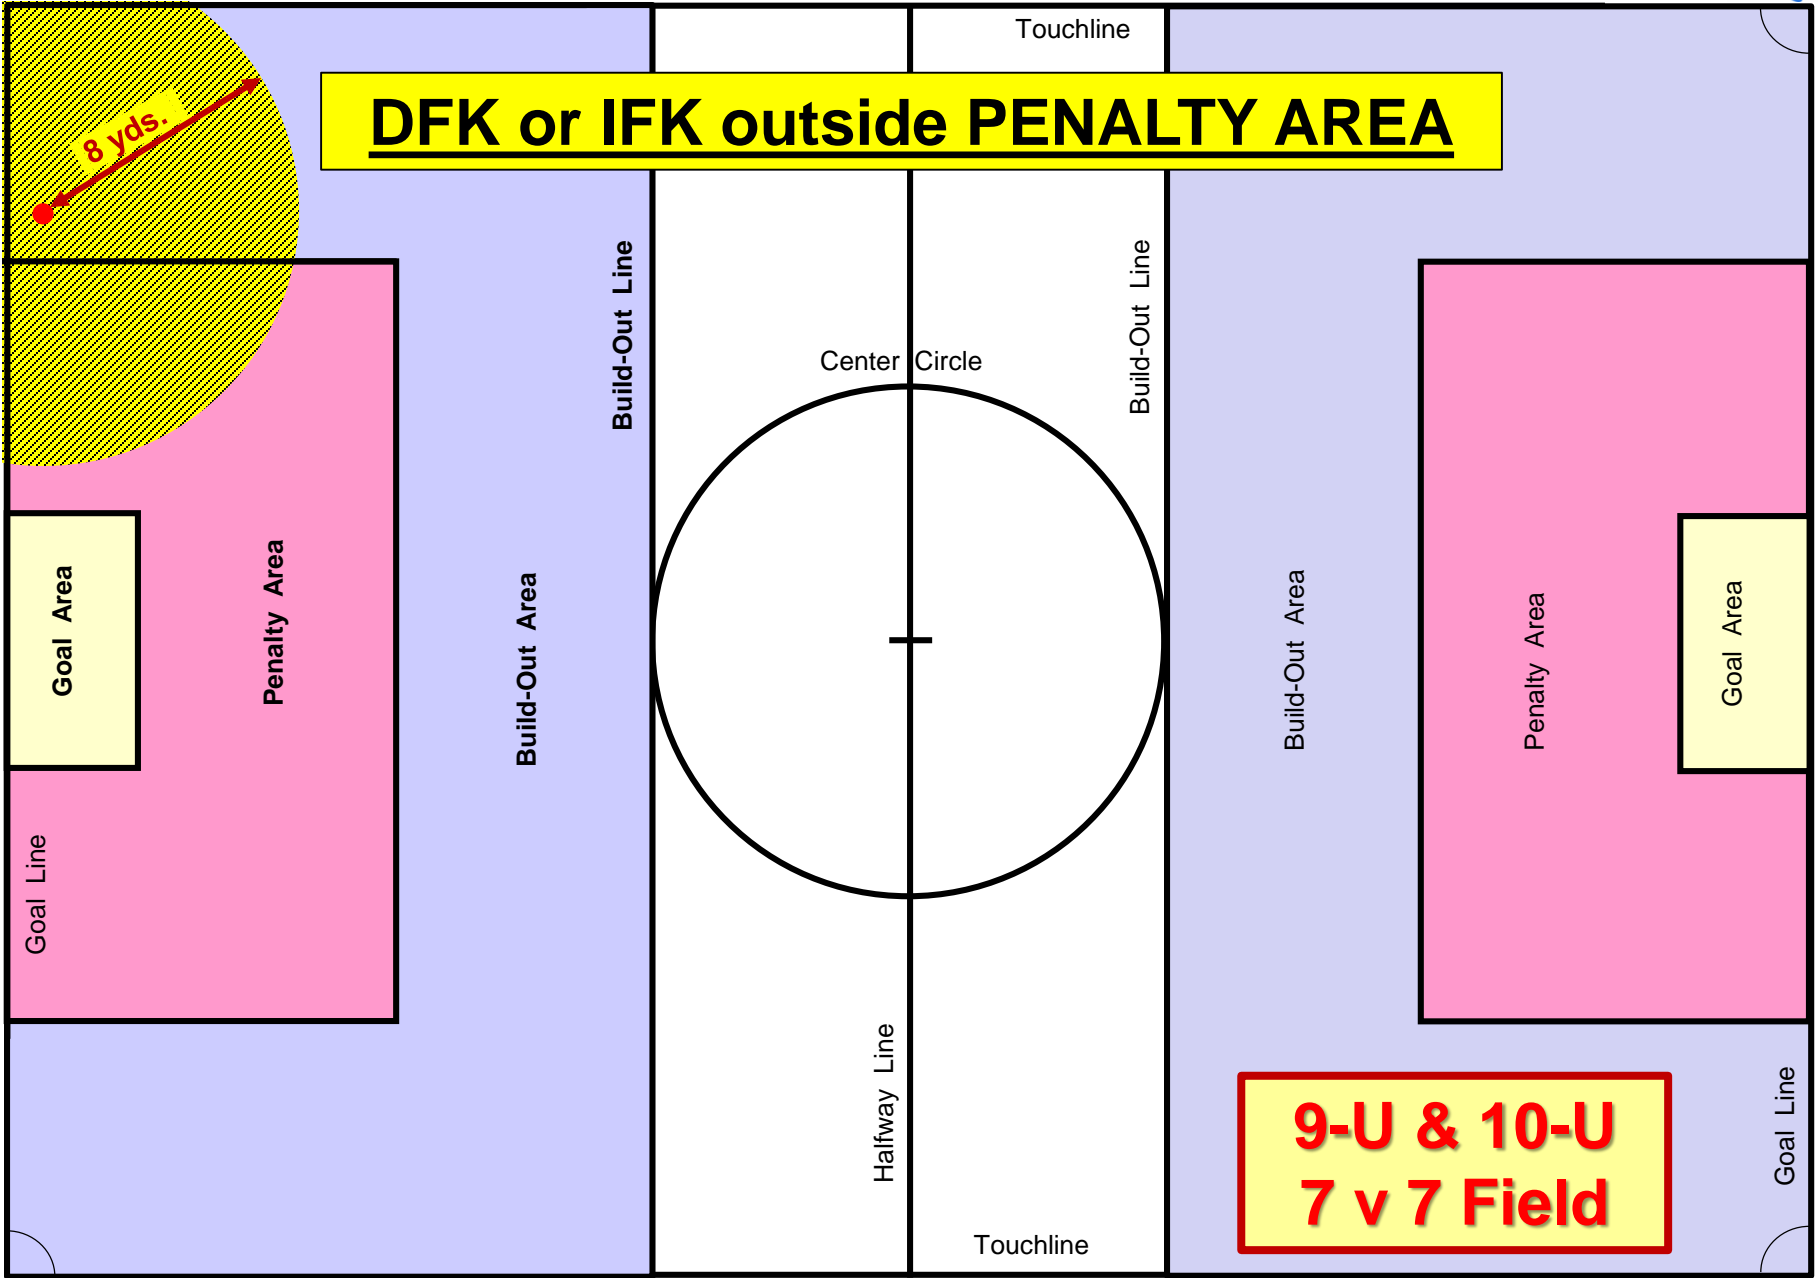 Touchline
DFK or IFK outside PENALTY AREA
8 yds.
Build-Out Line
Build-Out Line
Center Circle
Goal Area
Penalty Area
Build-Out Area
Build-Out Area
Penalty Area
Goal Area
Goal Line
Halfway Line
9-U & 10-U
7 v 7 Field
Goal Line
Touchline